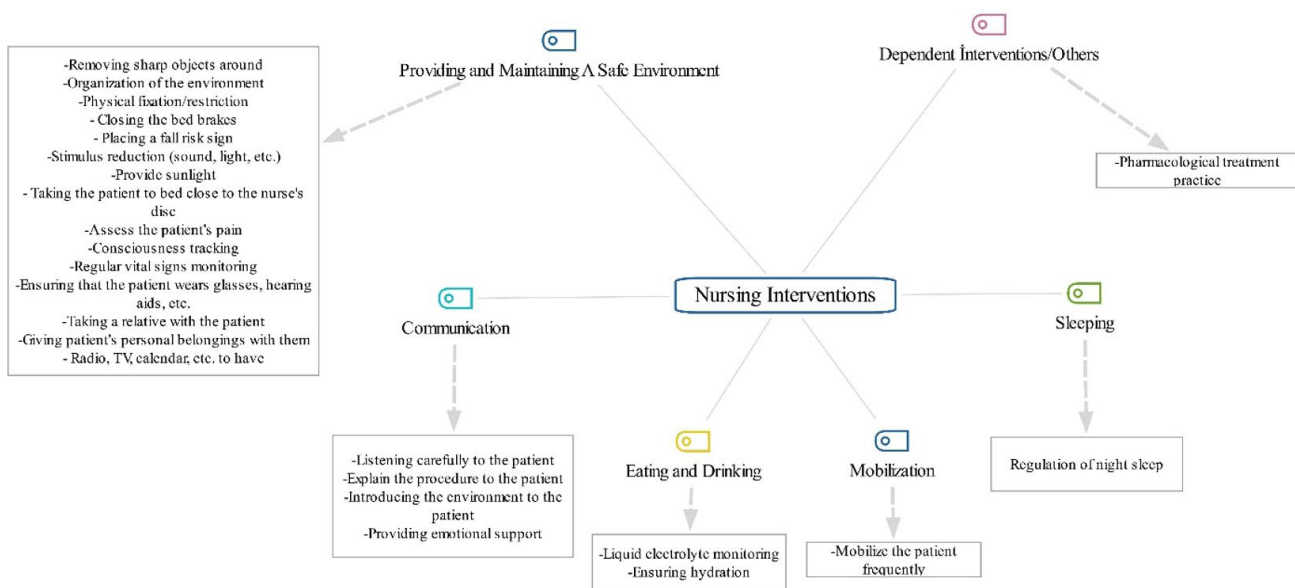 Providing and Maintaining A Safe Environment
-Removing sharp objects around
-Organization of the environment
-Physical fixation/restriction
- Closing the bed brakes
- Placing a fall risk sign
-Stimulus reduction (sound, light, etc.)
-Provide sunlight
- Taking the patient to bed close to the nurse's
disc
-Assess the patient's pain
-Consciousness tracking
-Regular vital signs monitoring
-Ensuring that the patient wears glasses, hearing
aids, etc.
-Taking a relative with the patient
-Giving patient's personal belongings with them
- Radio, TV, calendar, etc. to have
Dependent İnterventions/Others
-Pharmacological treatment
practice
Nursing Interventions
Communication
-Listening carefully to the patient
-Explain the procedure to the patient
-Introducing the environment to the
patient
-Providing emotional support
Eating and Drinking
-Liquid electrolyte monitoring
-Ensuring hydration
Mobilization
-Mobilize the patient
frequently
Sleeping
Regulation of night sleep